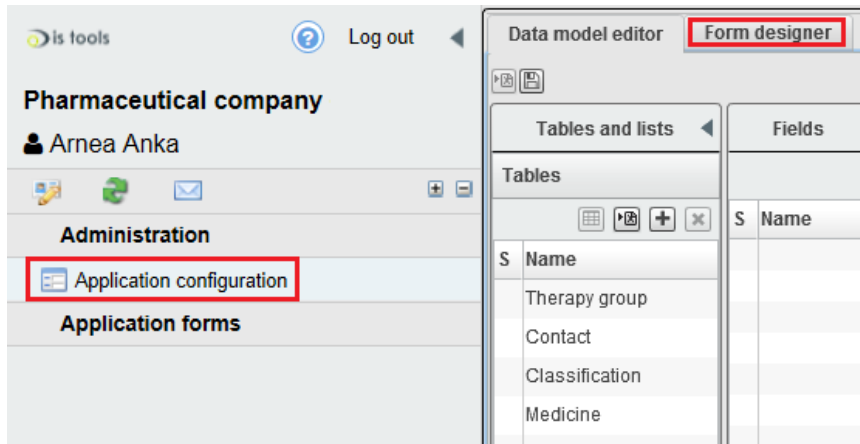 is tools
Log out
Pharmaceutical company
Arnea Anka
Administration
Application configuration
Application forms
Data model editor
Form designer
Tables and lists
Fields
Tables
S Name
Therapy group
Contact
Classification
Medicine
S Name